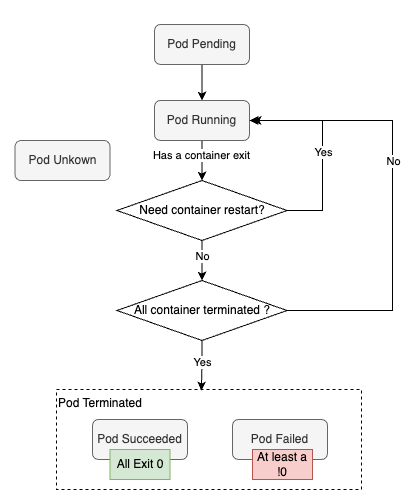 Pod Pending
Pod Running
Has a container exit
Yes
Pod Unkown
No
Need container restart?
No
All container terminated ?
Yes
Pod Terminated
Pod Succeeded
All Exit 0
Pod Failed
At least a
!0